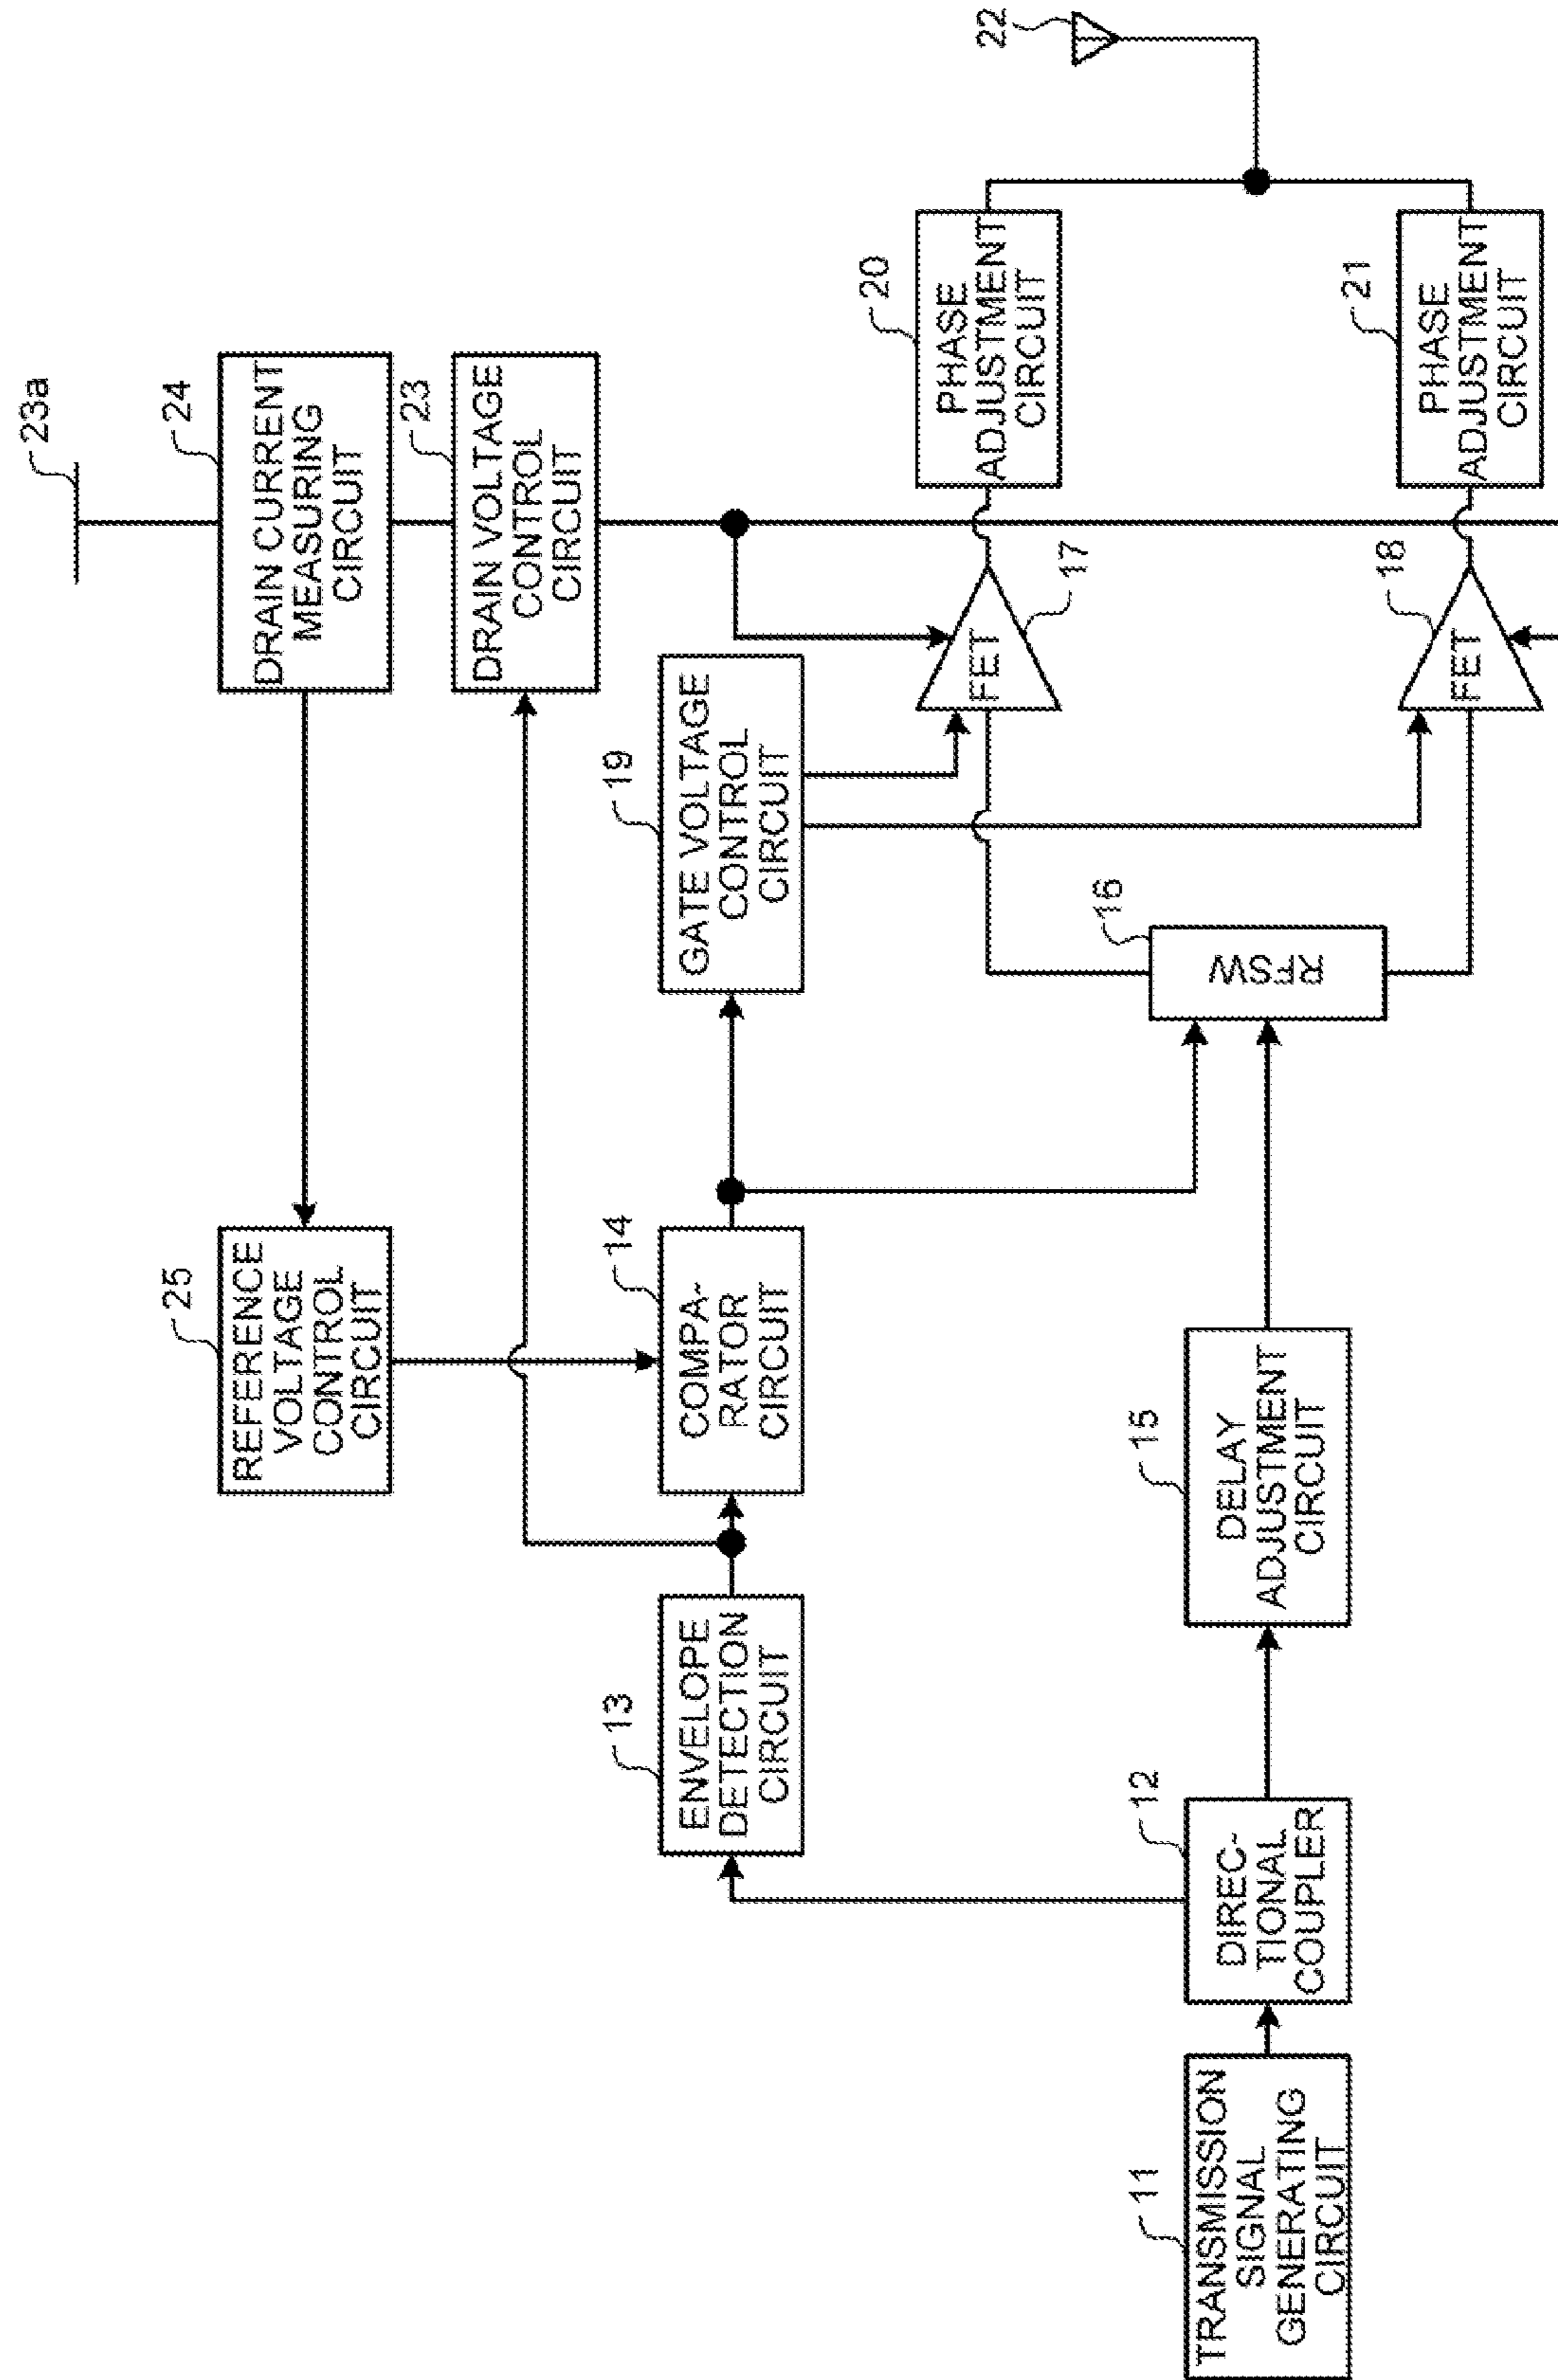 23a
24
DRAIN CURRENT
MEASURING
CIRCUIT
23
DRAIN VOLTAGE
CONTROL
CIRCUIT
25
REFERENCE
VOLTAGE
CONTROL
CIRCUIT
13
ENVELOPE
DETECTION
CIRCUIT
14
COMPA-
RATOR
CIRCUIT
19
GATE VOLTAGE
CONTROL
CIRCUIT
11
TRANSMISSION
SIGNAL
GENERATING
CIRCUIT
12
DIREC-
TIONAL
COUPLER
15
DELAY
ADJUSTMENT
CIRCUIT
16
RFSW
FET
17
FET
18
20
PHASE
ADJUSTMENT
CIRCUIT
21
PHASE
ADJUSTMENT
CIRCUIT
22